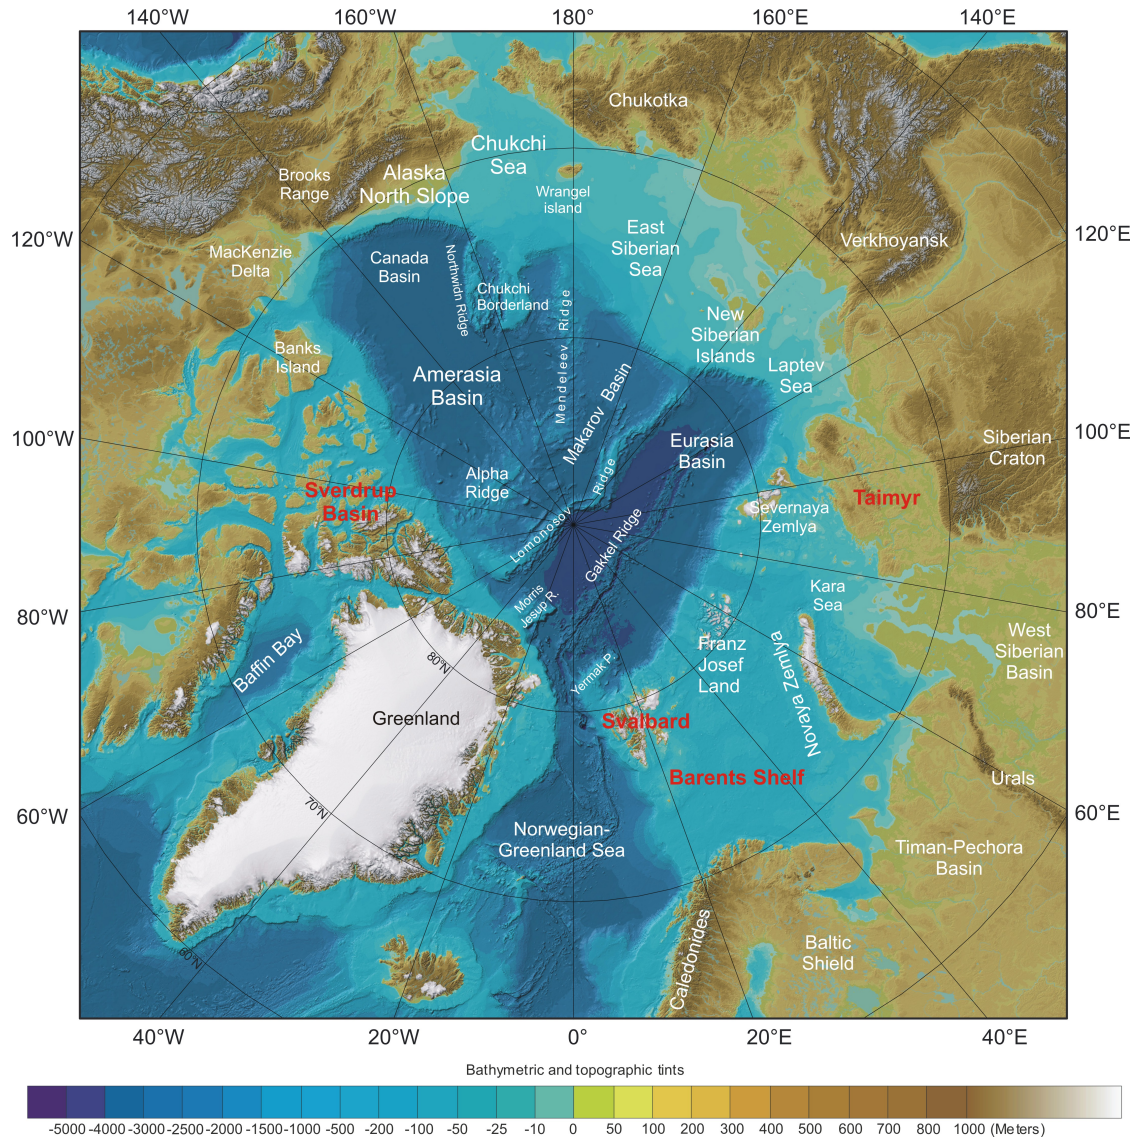 140°W
160°W
180°
160°E
140°E
Chukotka
Chukchi
Sea
Brooks
Range
Alaska
North Slope
Wrangel
island
120°W
120°E
MacKenzie
Delta
Canada
Basin
Northwidn Ridge
Chukchi
Borderland
Mendeleev Ridge
East
Siberian
Sea
Verkhoyansk
New
Siberian
Islands
Laptev
Sea
Banks
Island
Amerasia
Basin
Makarov Basin
100°W
100°E
Eurasia
Basin
Siberian
Craton
Alpha
Ridge
Lomonosov Ridge
Sverdrup
Basin
Severnaya
Zemlya
Taimyr
Gakkel Ridge
Morris
Jesup R.
Kara
Sea
80°W
80°E
Baffin Bay
80°N
Yermak P.
Franz
Josef
Land
Novaya Zemlya
West
Siberian
Basin
Greenland
Svalbard
Barents Shelf
Urals
70°N
60°W
60°E
Norwegian-
Greenland Sea
Timan-Pechora
Basin
60°N
Caledonides
Baltic
Shield
40°W
20°W
0°
20°E
40°E
Bathymetric and topographic tints
-5000 -4000 -3000 -2500 -2000 -1500 -1000 -500 -200 -100 -50 -25 -10 0 50 100 200 300 400 500 600 700 800 1000 (Meters)